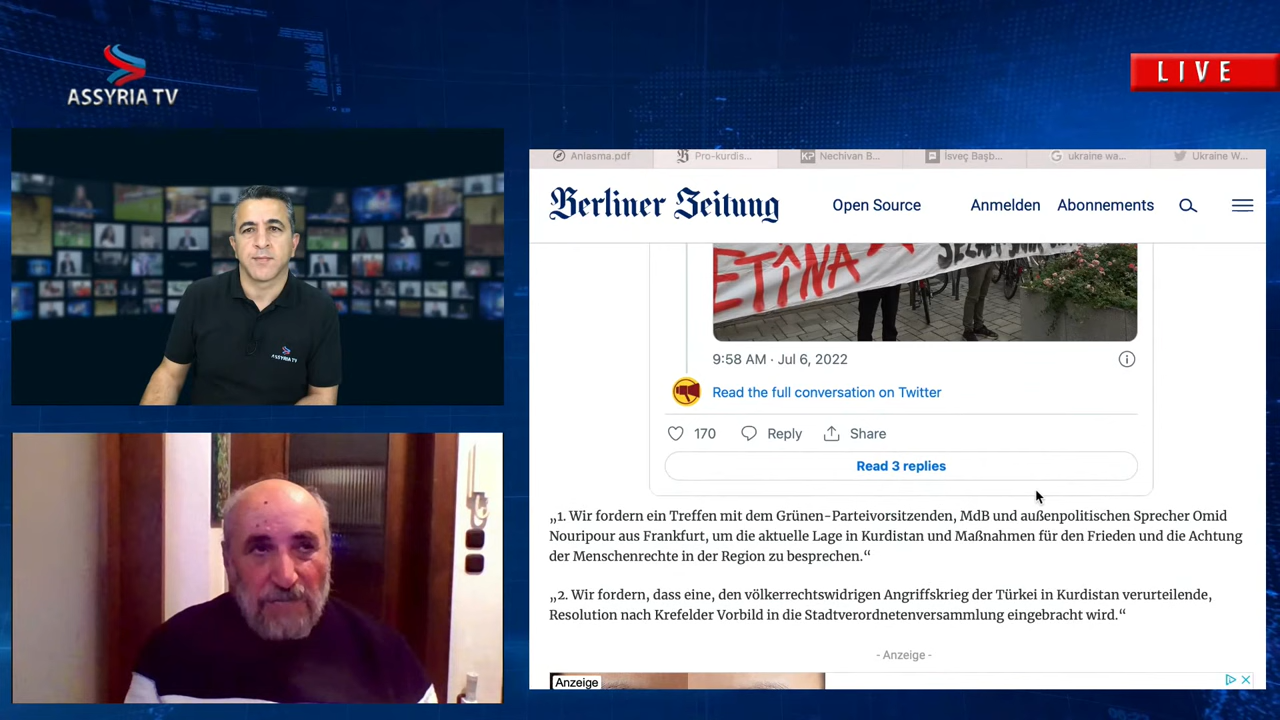 ASSYRIA TV
LIVE
ASSYRIA TV
Anlasma.pdf
Pro-kurdis...
Nechivan B...
İsveç Başb...
ukraine wa...
Ukraine W...
Berliner Zeitung
Open Source
Anmelden
Abonnements
ETÎNA
9:58 AM · Jul 6, 2022
Read the full conversation on Twitter
170
Reply
Share
Read 3 replies
„1. Wir fordern ein Treffen mit dem Grünen-Parteivorsitzenden, MdB und außenpolitischen Sprecher Omid
Nouripour aus Frankfurt, um die aktuelle Lage in Kurdistan und Maßnahmen für den Frieden und die Achtung
der Menschenrechte in der Region zu besprechen.“
„2. Wir fordern, dass eine, den völkerrechtswidrigen Angriffskrieg der Türkei in Kurdistan verurteilende,
Resolution nach Krefelder Vorbild in die Stadtverordnetenversammlung eingebracht wird.“
- Anzeige -
Anzeige